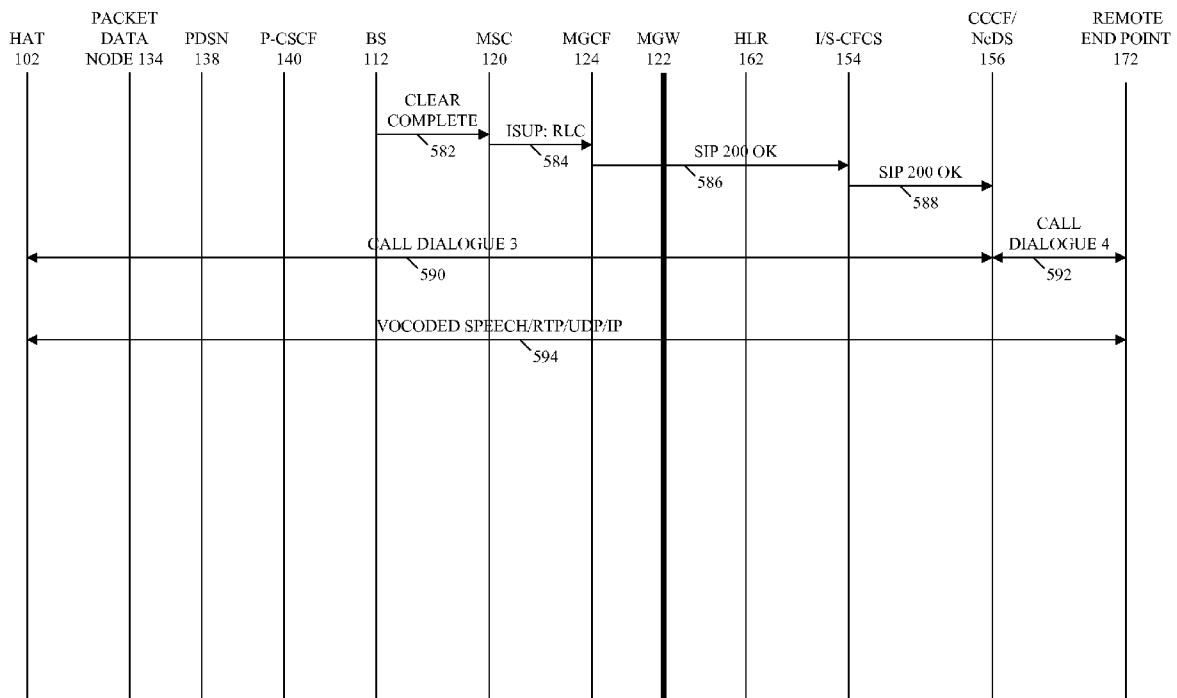 PACKET
CCCF/
REMOTE
HAT
DATA
PDSN
P-CSCF
BS
MSC
MGCF
MGW
HLR
I/S-CFCS
NcDS
END POINT
102
NODE 134
138
140
112
120
124
122
162
154
156
172
CLEAR
COMPLETE
582
ISUP: RLC
584
SIP 200 OK
586
SIP 200 OK
588
CALL DIALOGUE 3
590
CALL
DIALOGUE 4
592
VOCODED SPEECH/RTP/UDP/IP
594